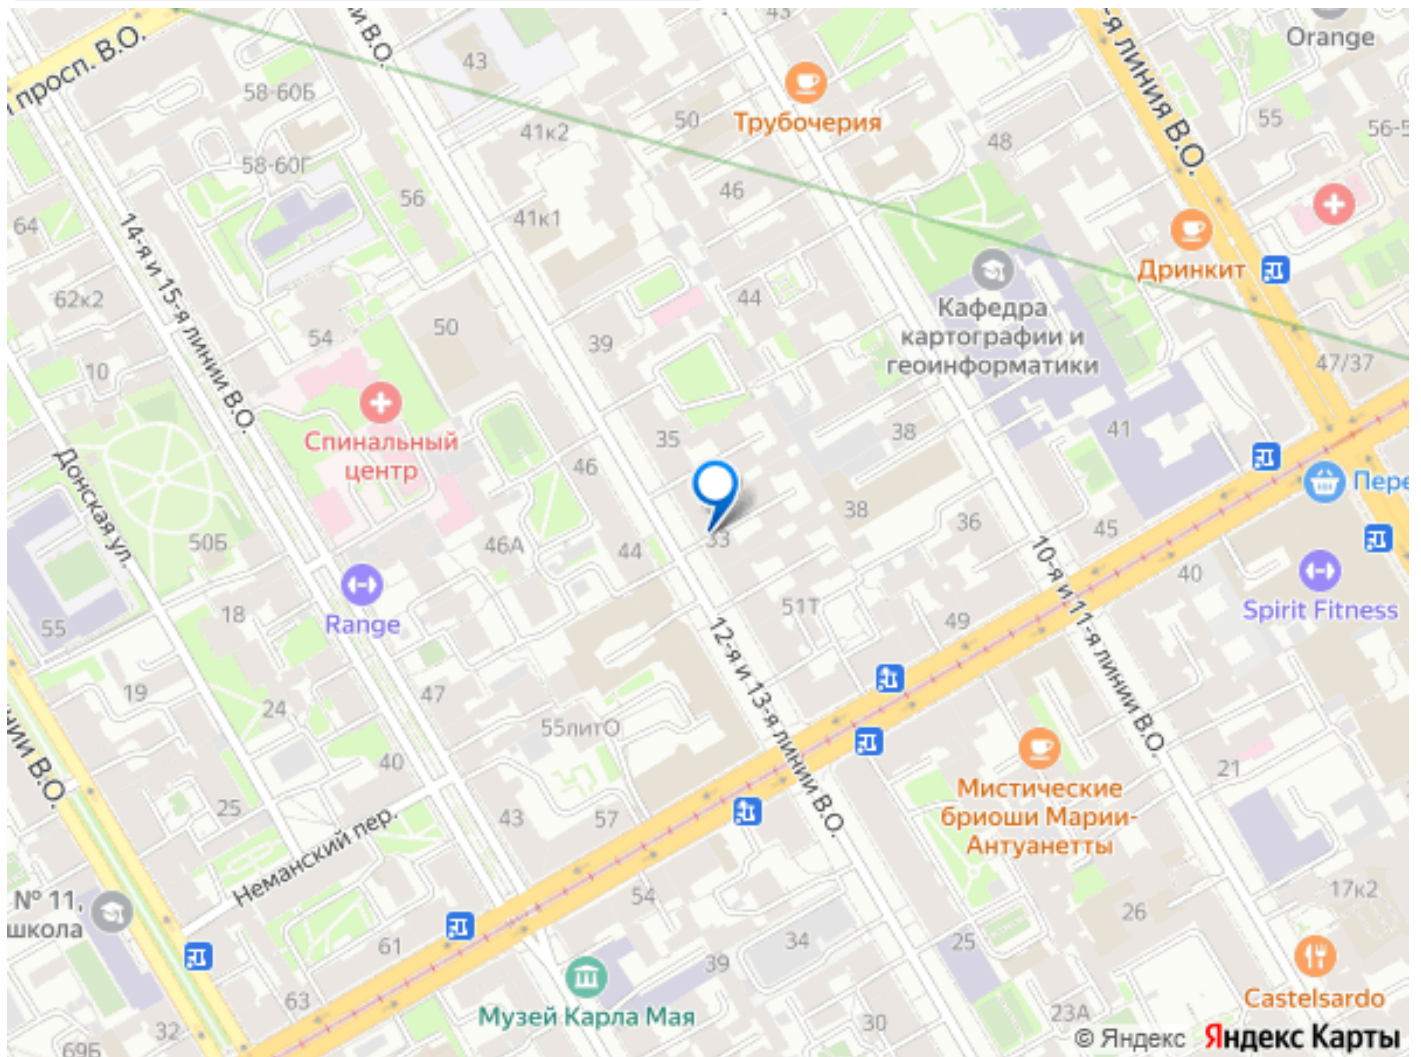 43
и В.О.
просп. В.О.
43
58-60Б
Трубочерия
50
41к2
48
-я линия В.О.
Orange
55
56-5
58-60Г
56
46
41к1
64
14-я и 15-я линии В.О.
Дринкит
62к2
44
Кафедра
картографии и
геоинформатики
54
50
39
10
47/37
Спинальный
центр
35
38
41
46
Пере
Донская ул.
50Б
46А
44
33
38
36
45
10-я и 11-я линии В.О.
40
Spirit Fitness
Range
18
55
51Т
49
12-я и 13-я линии В.О.
19
24
47
55литО
40
нии В.О.
25
Неманский пер.
43
57
Мистические
бриоши Марии-
Антуанетты
21
17к2
№ 11,
школа
54
26
61
34
25
39
63
Музей Карла Мая
32
69Б
30
23А
Castelsardo
© Яндекс Яндекс Карты